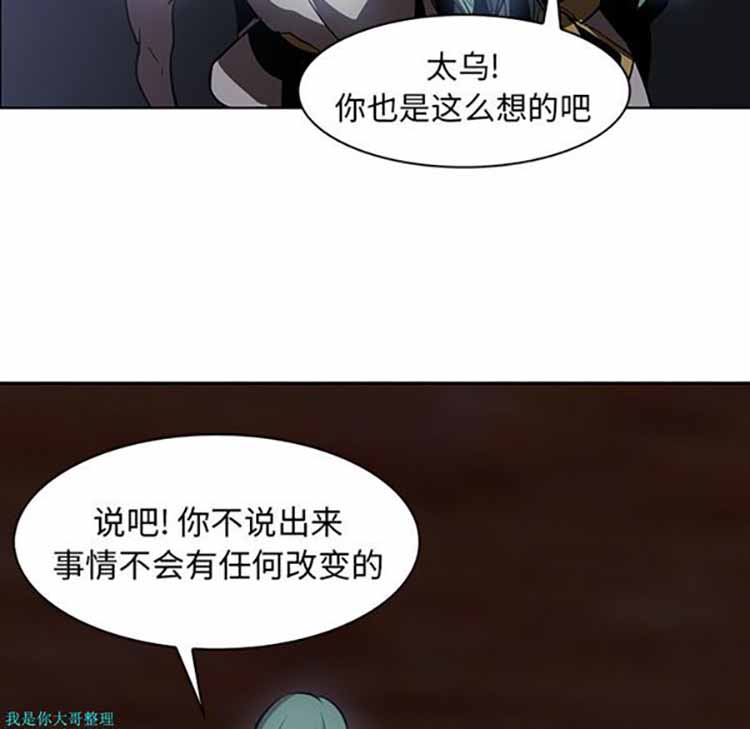 太乌!
你也是这么想的吧
说吧! 你不说出来
事情不会有任何改变的
我是你大哥整理